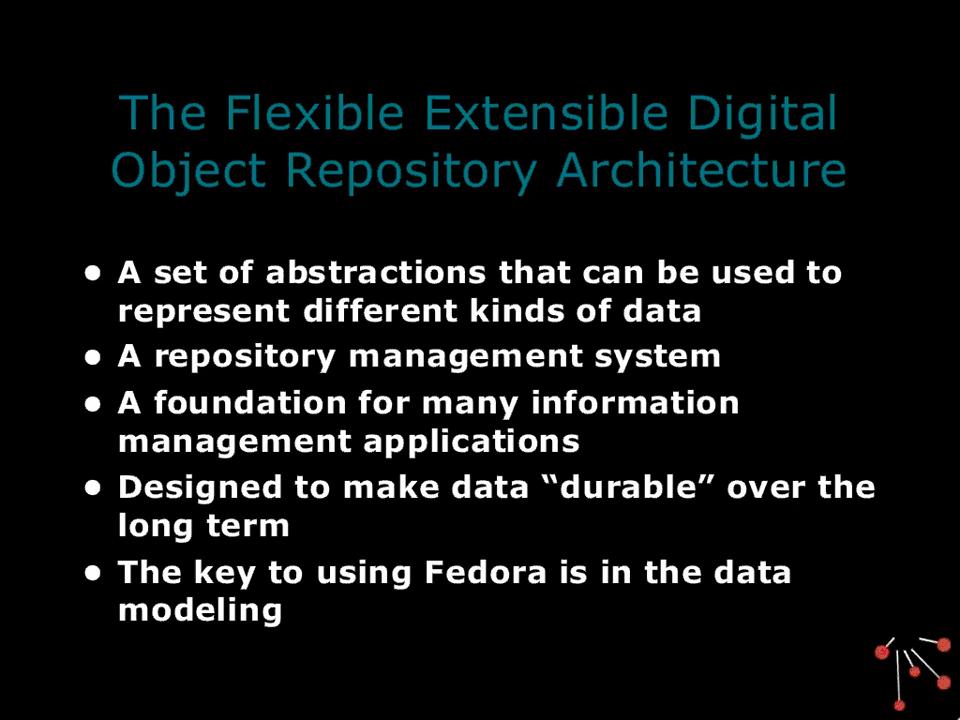 The Flexible Extensible Digital
Object Repository Architecture
• A set of abstractions that can be used to
represent different kinds of data
• A repository management system
• A foundation for many information
management applications
• Designed to make data “durable” over the
long term
• The key to using Fedora is in the data
modeling